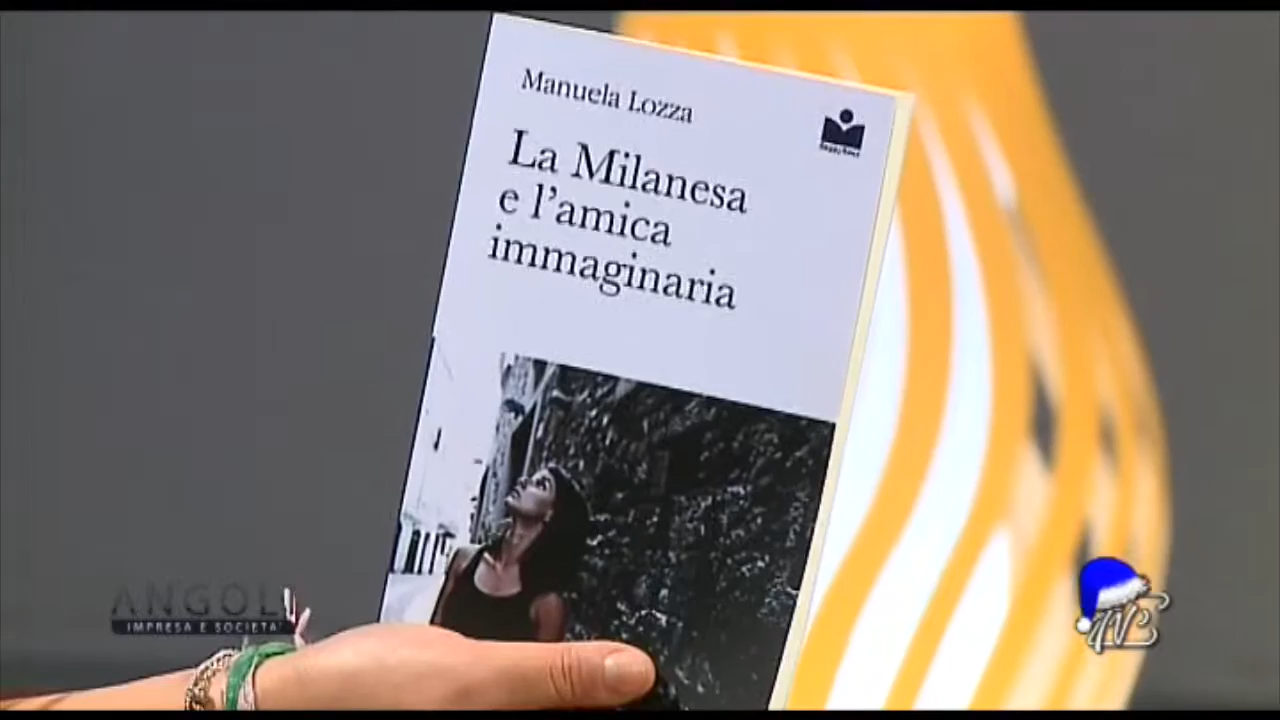 Manuela Lozza
La Milanesa
e l'amica
immaginaria
ANGOLI
IMPRESA E SOCIETA'